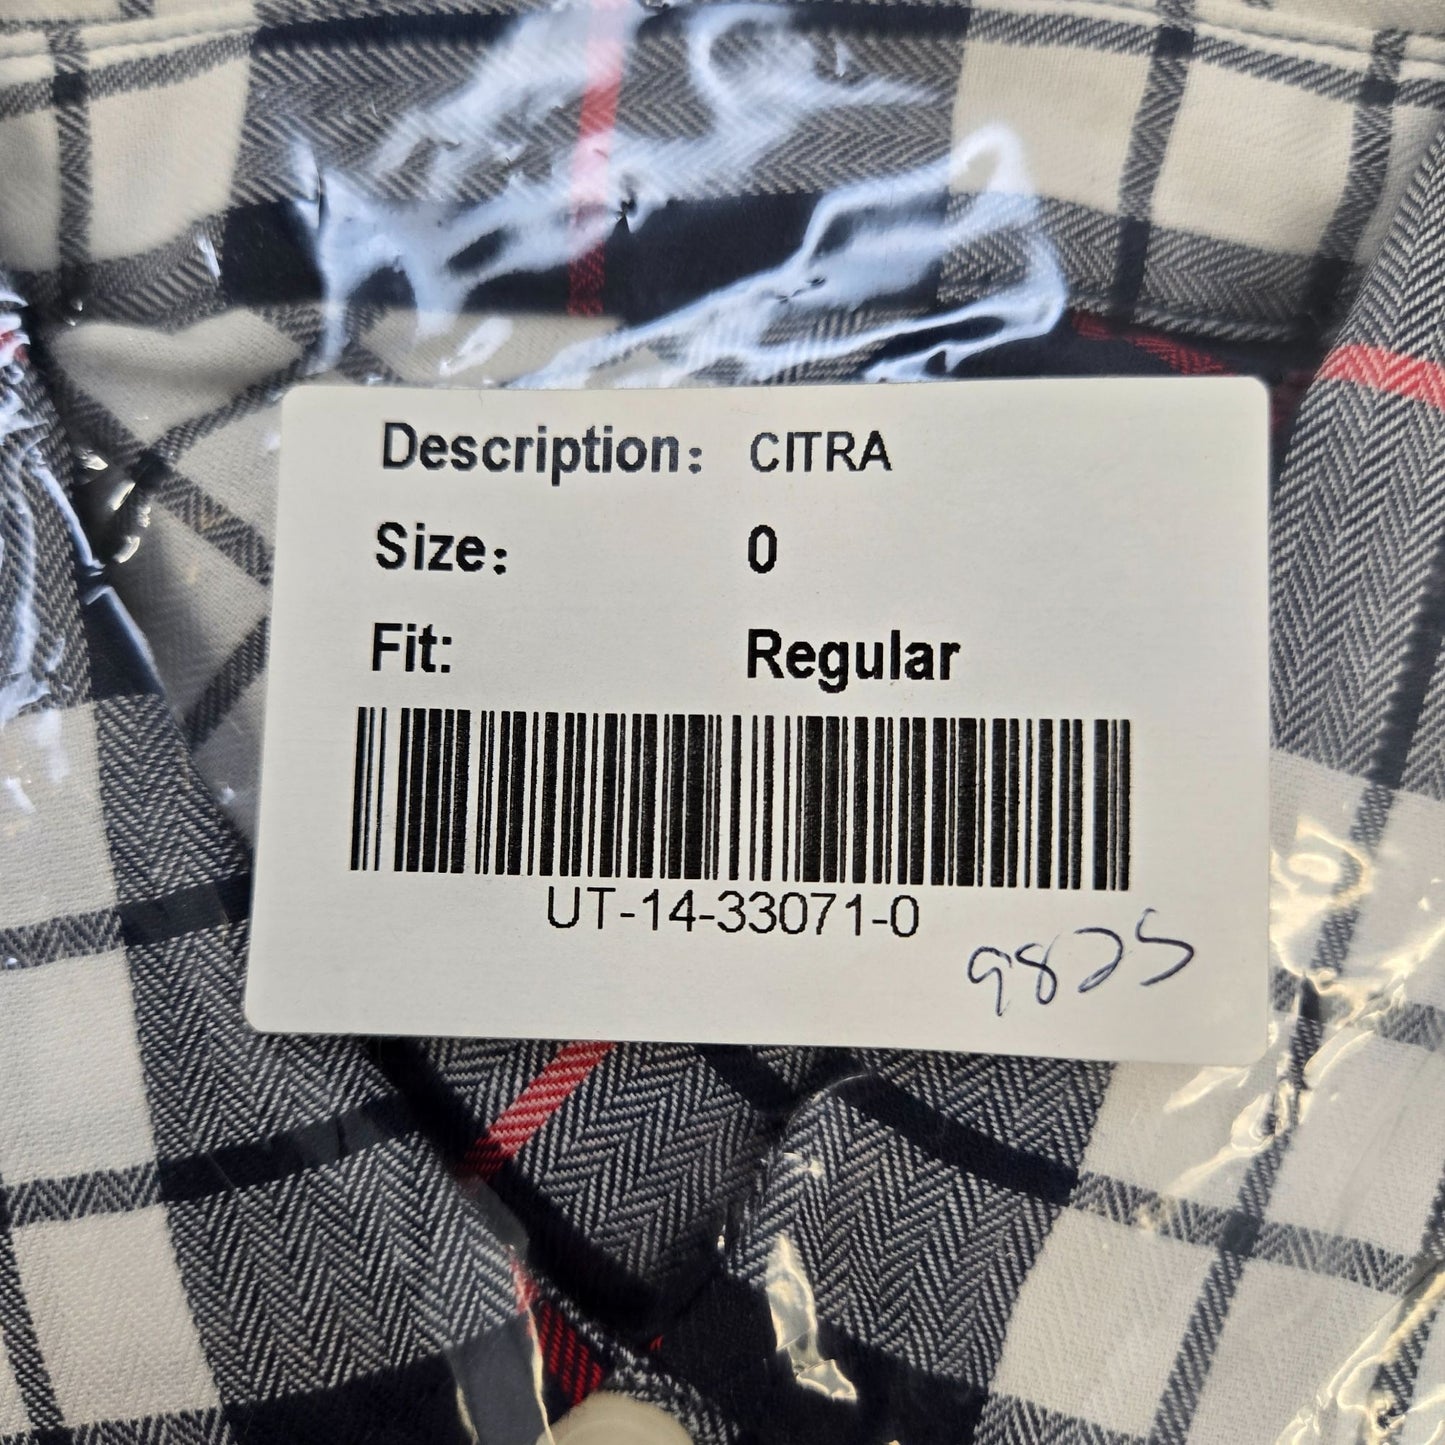 Description: CITRA
Size: 0
Fit: Regular
UT-14-33071-0
9825